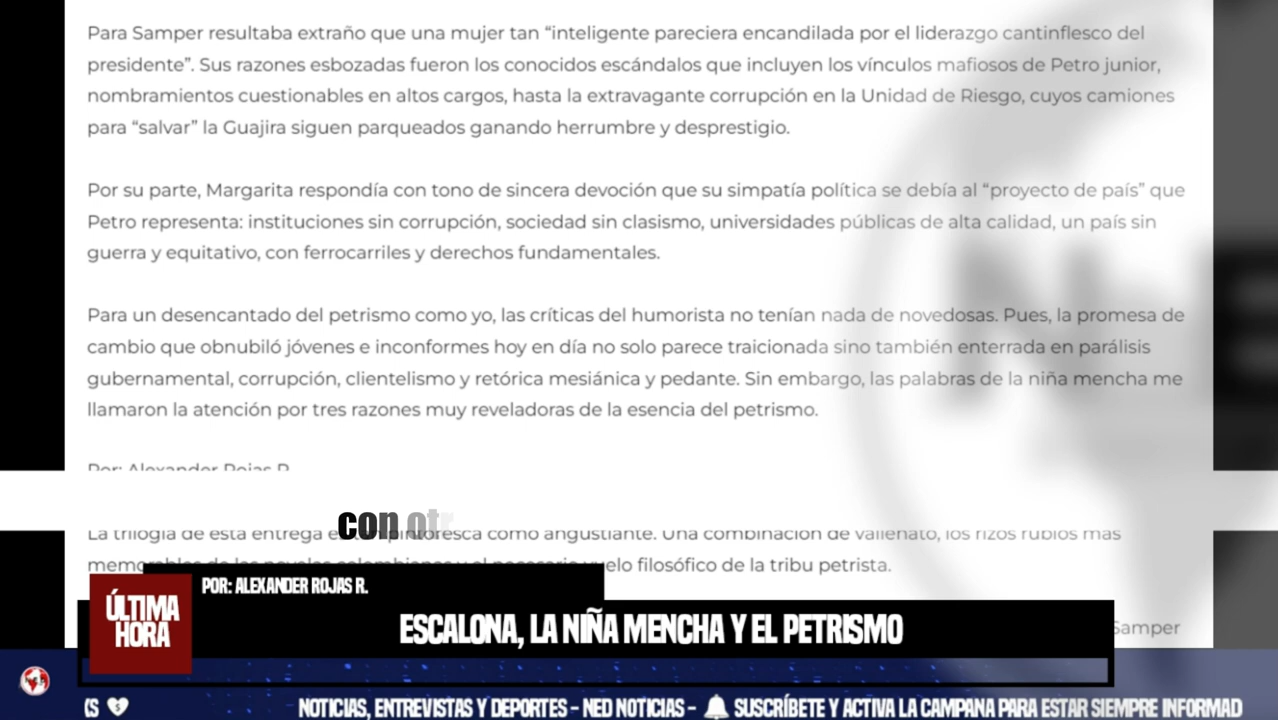 Para Samper resultaba extraño que una mujer tan “inteligente pareciera encandilada por el liderazgo cantinflesco del
presidente”. Sus razones esbozadas fueron los conocidos escándalos que incluyen los vínculos mafiosos de Petro junior,
nombramientos cuestionables en altos cargos, hasta la extravagante corrupción en la Unidad de Riesgo, cuyos camiones
para “salvar” la Guajira siguen parqueados ganando herrumbre y desprestigio.
Por su parte, Margarita respondía con tono de sincera devoción que su simpatía política se debía al “proyecto de país” que
Petro representa: instituciones sin corrupción, sociedad sin clasismo, universidades públicas de alta calidad, un país sin
guerra y equitativo, con ferrocarriles y derechos fundamentales.
Para un desencantado del petrismo como yo, las críticas del humorista no tenían nada de novedosas. Pues, la promesa de
cambio que obnubiló jóvenes e inconformes hoy en día no solo parece traicionada sino también enterrada en parálisis
gubernamental, corrupción, clientelismo y retórica mesiánica y pedante. Sin embargo, las palabras de la niña mencha me
llamaron la atención por tres razones muy reveladoras de la esencia del petrismo.
Por: Alexander Rojas R.
con otr
La trilogía de esta entrega es como angustiante. Una combinación de vallenato, los rizos rubios más
filosófico de la tribu petrista.
POR: ALEXANDER ROJAS R.
ÚLTIMA
HORA
ESCALONA, LA NIÑA MENCHA Y EL PETRISMO
Samper
CS
NOTICIAS, ENTREVISTAS Y DEPORTES - NED NOTICIAS - SUSCRÍBETE Y ACTIVA LA CAMPANA PARA ESTAR SIEMPRE INFORMAD